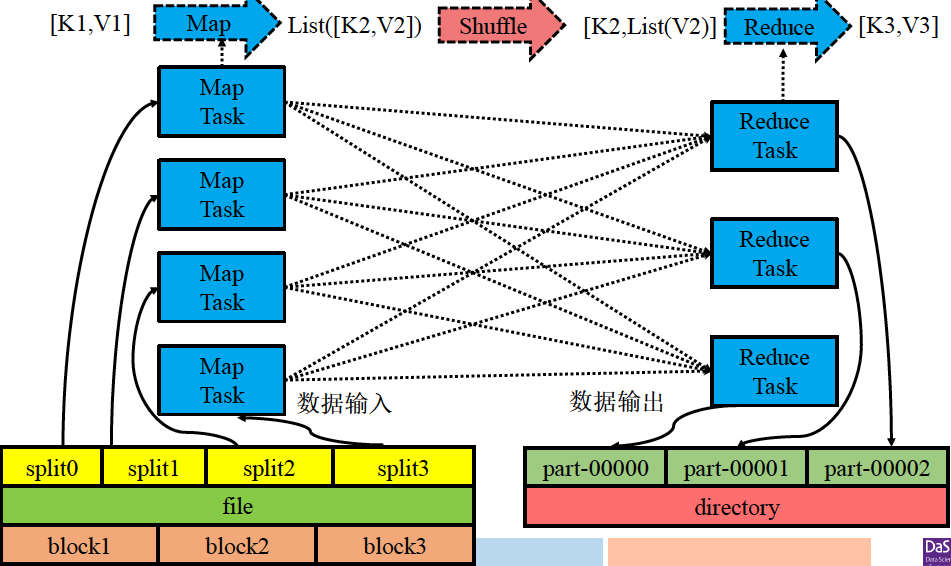 [K1,V1] Map List([K2,V2]) Shuffle [K2,List(V2)] Reduce [K3,V3]
Map
Task
Map
Task
Map
Task
Map
Task
Reduce
Task
Reduce
Task
Reduce
Task
数据输入
数据输出
split0 split1 split2 split3
file
block1 block2 block3
part-00000 part-00001 part-00002
directory
DaS